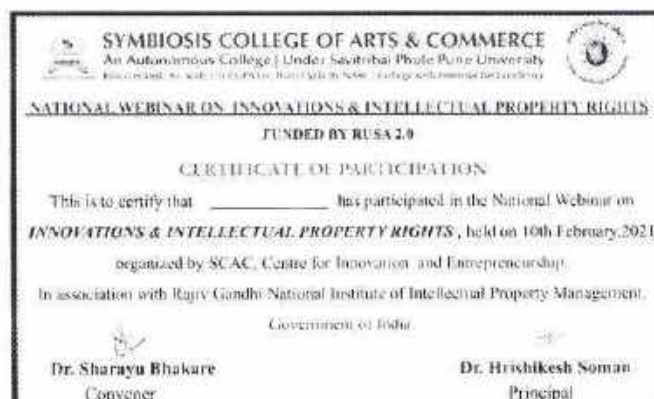 SYMBIOSIS COLLEGE OF ARTS & COMMERCE
An Autonomous College | Under Savitribai Phule Pune University
NATIONAL WEBINAR ON INNOVATIONS & INTELLECTUAL PROPERTY RIGHTS
FUNDED BY RUSA 2.0
CERTIFICATE OF PARTICIPATION
This is to certify that ____________ has participated in the National Webinar on
INNOVATIONS & INTELLECTUAL PROPERTY RIGHTS , held on 10th February,2021
organized by SCAC, Centre for Innovation and Entrepreneurship
In association with Rajiv Gandhi National Institute of Intellectual Property Management,
Government of India
Dr. Sharayu Bhakare
Dr. Hrishikesh Soman
Convener
Principal